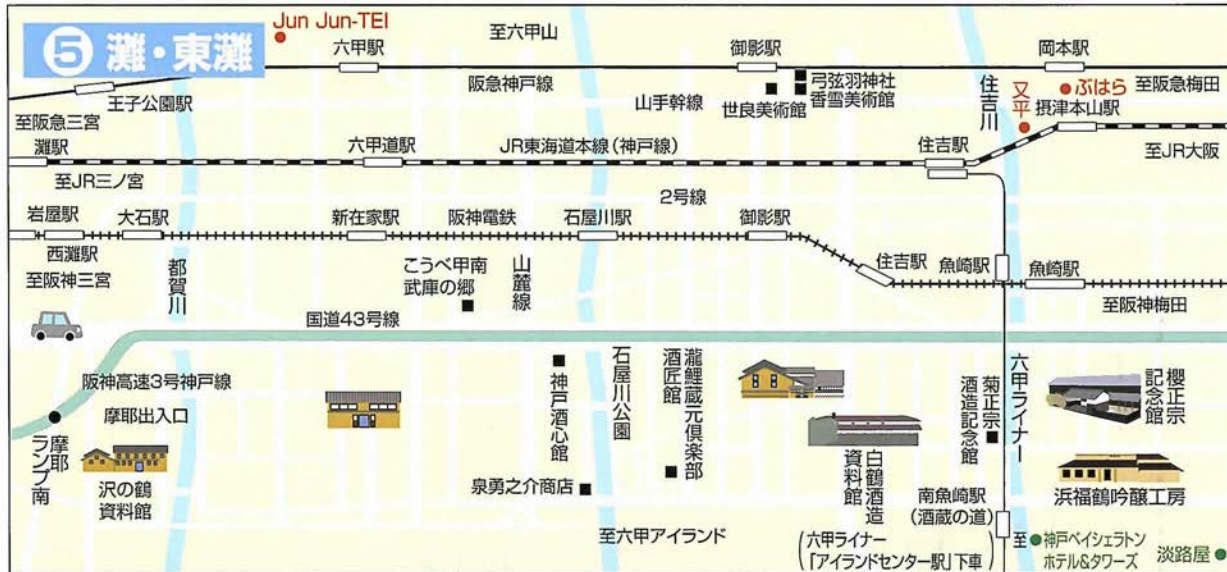 ⑤ 灘・東灘
Jun Jun-TEI
六甲駅
至六甲山
御影駅
岡本駅
王子公園駅
阪急神戸線
山手幹線
世良美術館
弓弦羽神社
香雪美術館
住吉川
又平
ぶはら
至阪急梅田
摂津本山駅
至阪急三宮
灘駅
六甲道駅
JR東海道本線(神戸線)
住吉駅
至JR大阪
至JR三ノ宮
2号線
岩屋駅
大石駅
新在家駅
阪神電鉄
石屋川駅
御影駅
西灘駅
至阪神三宮
都賀川
こうべ甲南
武庫の郷
山麓線
住吉駅
魚崎駅
魚崎駅
至阪神梅田
国道43号線
阪神高速3号神戸線
摩耶出入口
摩耶
ランプ南
沢の鶴
資料館
神戸酒心館
石屋川公園
瀧鯉蔵元倶楽部
酒匠館
泉勇之介商店
至六甲アイランド
白鶴酒造
資料館
菊正宗
酒造記念館
六甲ライナー
櫻正宗
記念館
浜福鶴吟醸工房
南魚崎駅
(酒蔵の道)
(六甲ライナー
「アイランドセンター駅」下車)
至
神戸ベイシェラトン
ホテル&タワーズ
淡路屋